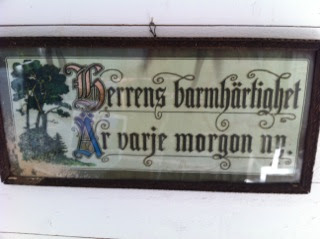 Herrens barmhärtighet
Är varje morgon ny.